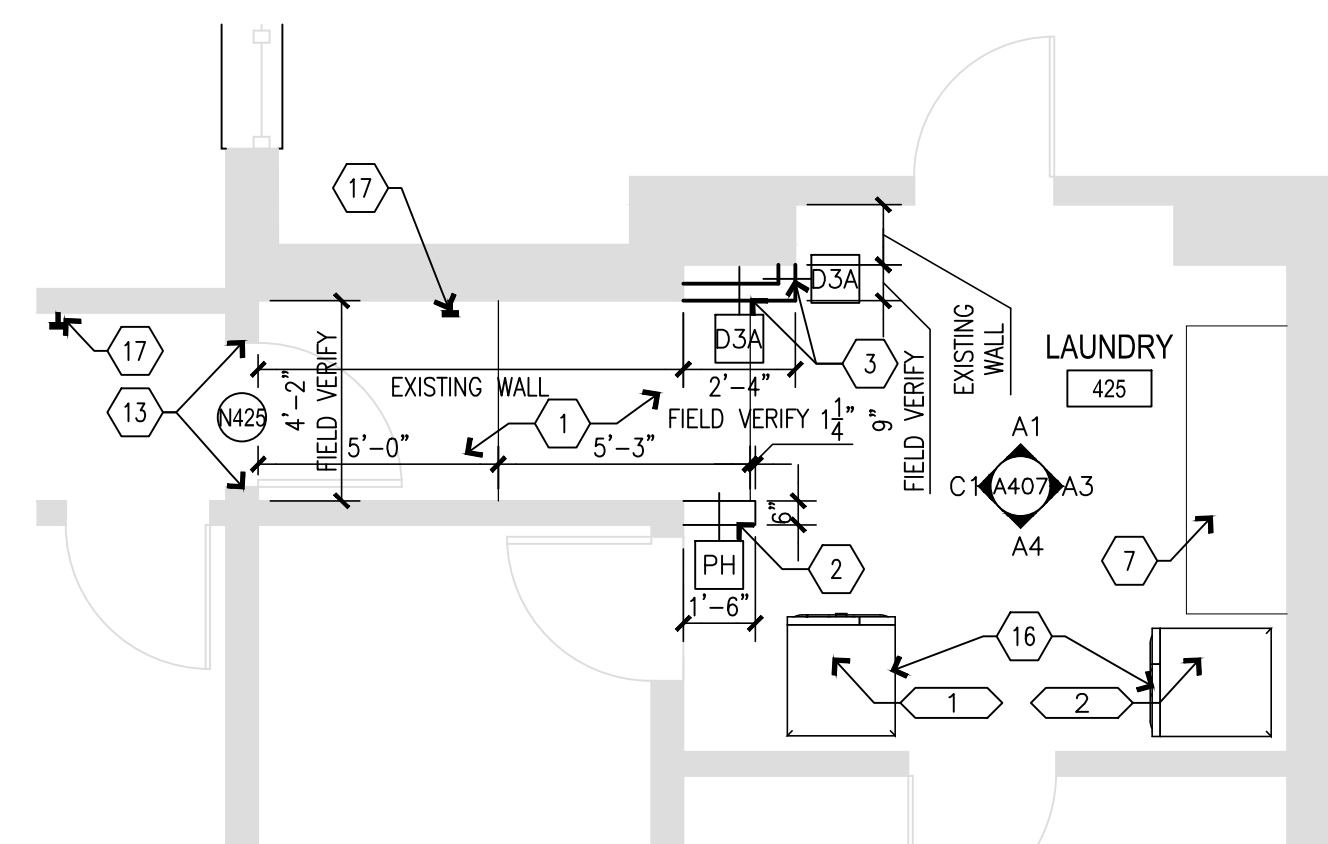 17
D3A
EXISTING
WALL
FIELD VERIFY
9"
17
D3A
3
LAUNDRY
425
13
N425
4'-2"
FIELD VERIFY
EXISTING WALL
2'-4"
FIELD VERIFY
1 1/4"
1
5'-0"
5'-3"
A1
C1
A407
A3
A4
6"
PH
2
7
1'-6"
16
1
2